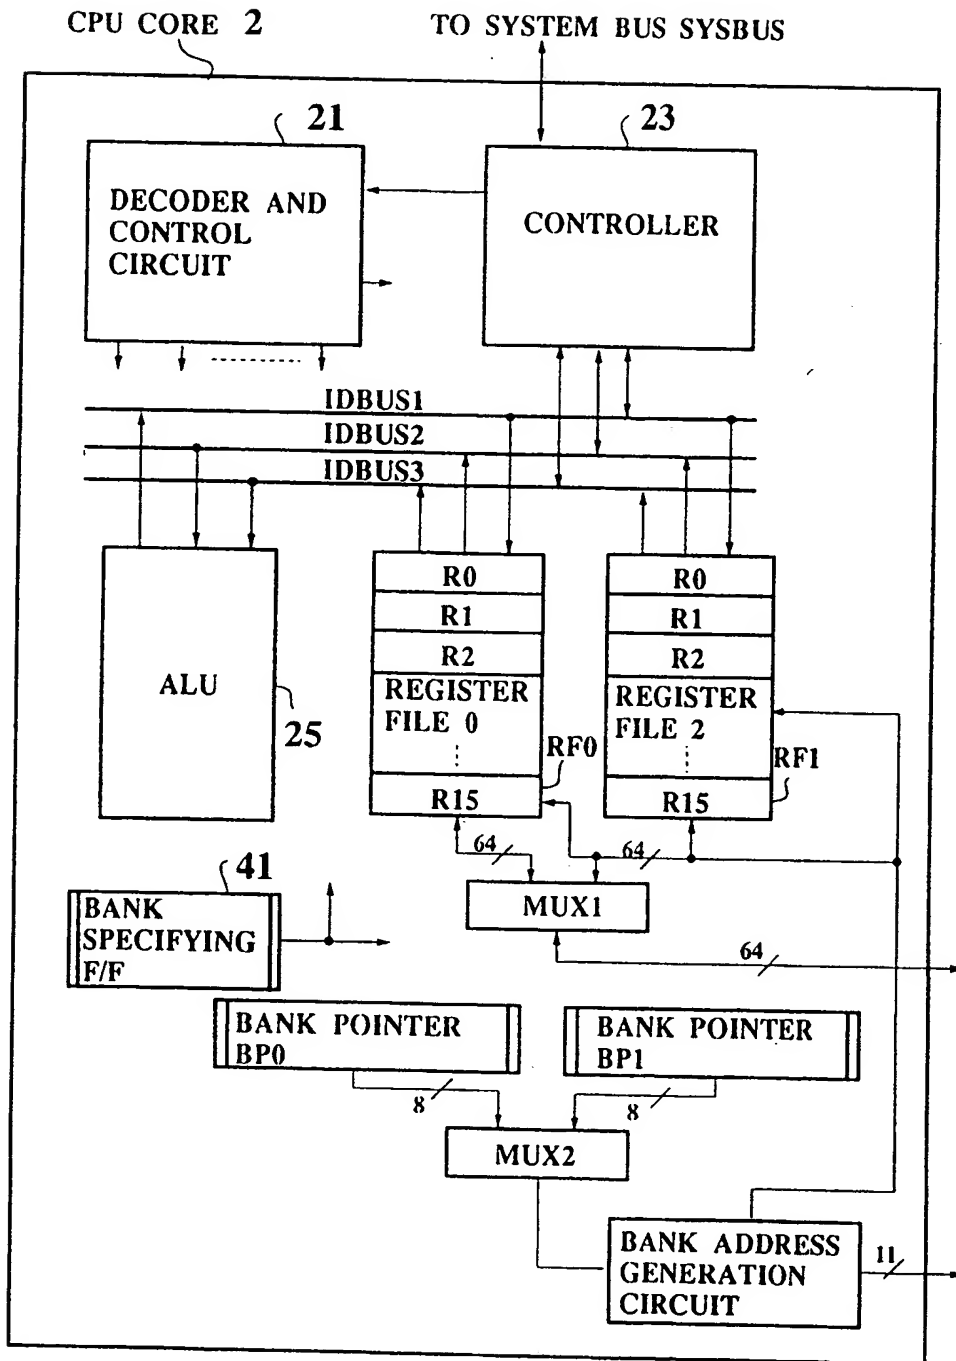 CPU CORE 2
TO SYSTEM BUS SYSBUS
21
23
DECODER AND
CONTROL
CIRCUIT
CONTROLLER
IDBUS1
IDBUS2
IDBUS3
R0
R1
R2
REGISTER
FILE 0
R15
R0
R1
R2
REGISTER
FILE 2
R15
ALU
25
RF0
RF1
64
64
MUX1
41
BANK
SPECIFYING
F/F
64
BANK POINTER
BP0
BANK POINTER
BP1
8
8
MUX2
BANK ADDRESS
GENERATION
CIRCUIT
11